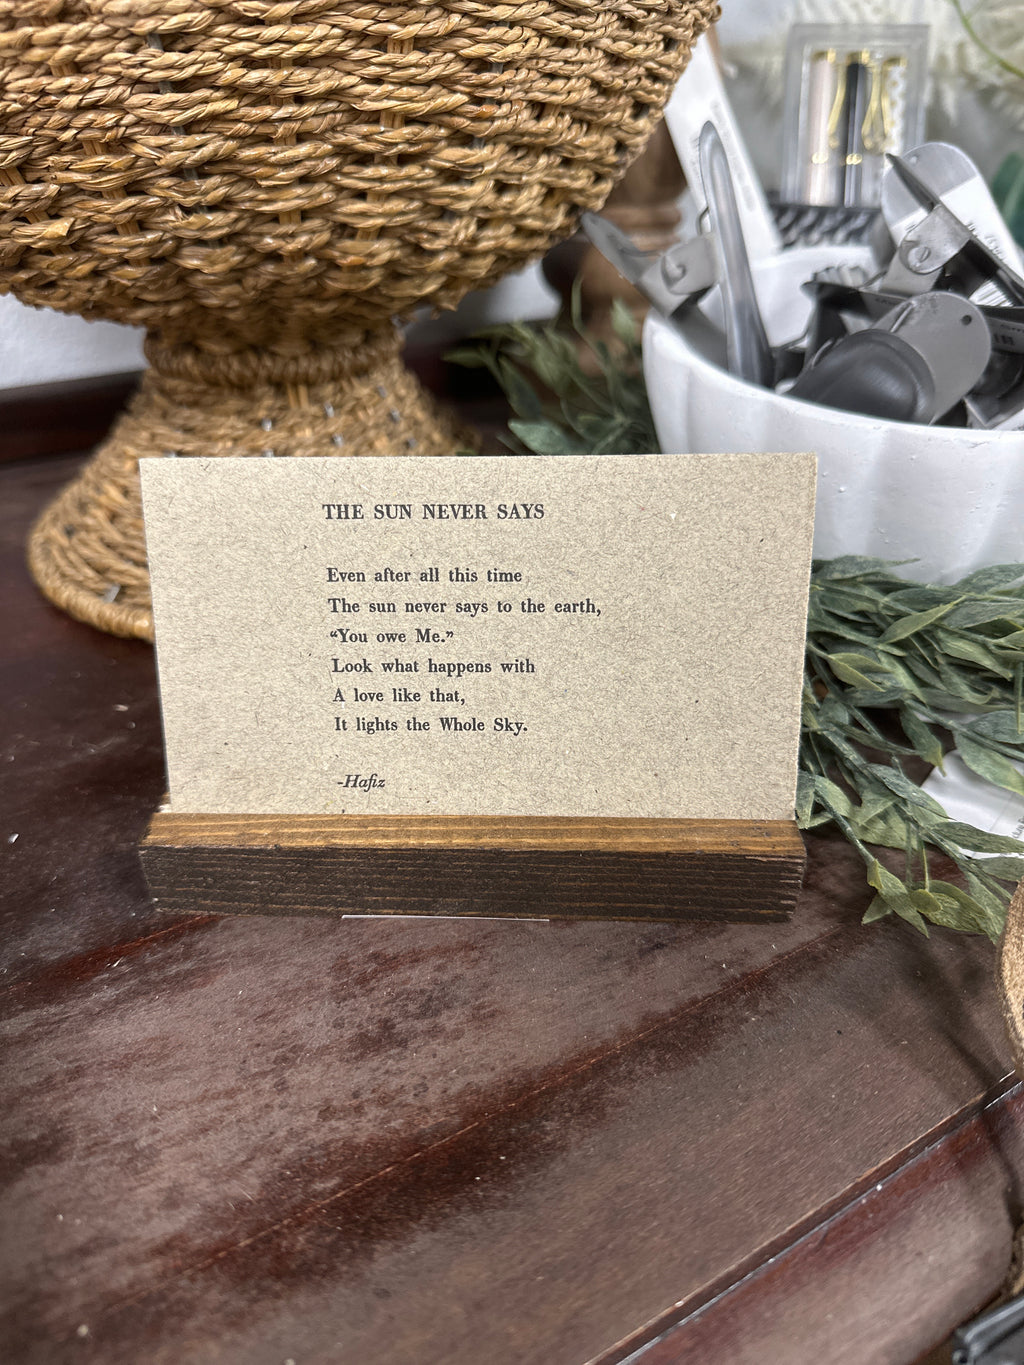 THE SUN NEVER SAYS
Even after all this time
The sun never says to the earth,
“You owe Me.”
Look what happens with
A love like that,
It lights the Whole Sky.
-Hafiz